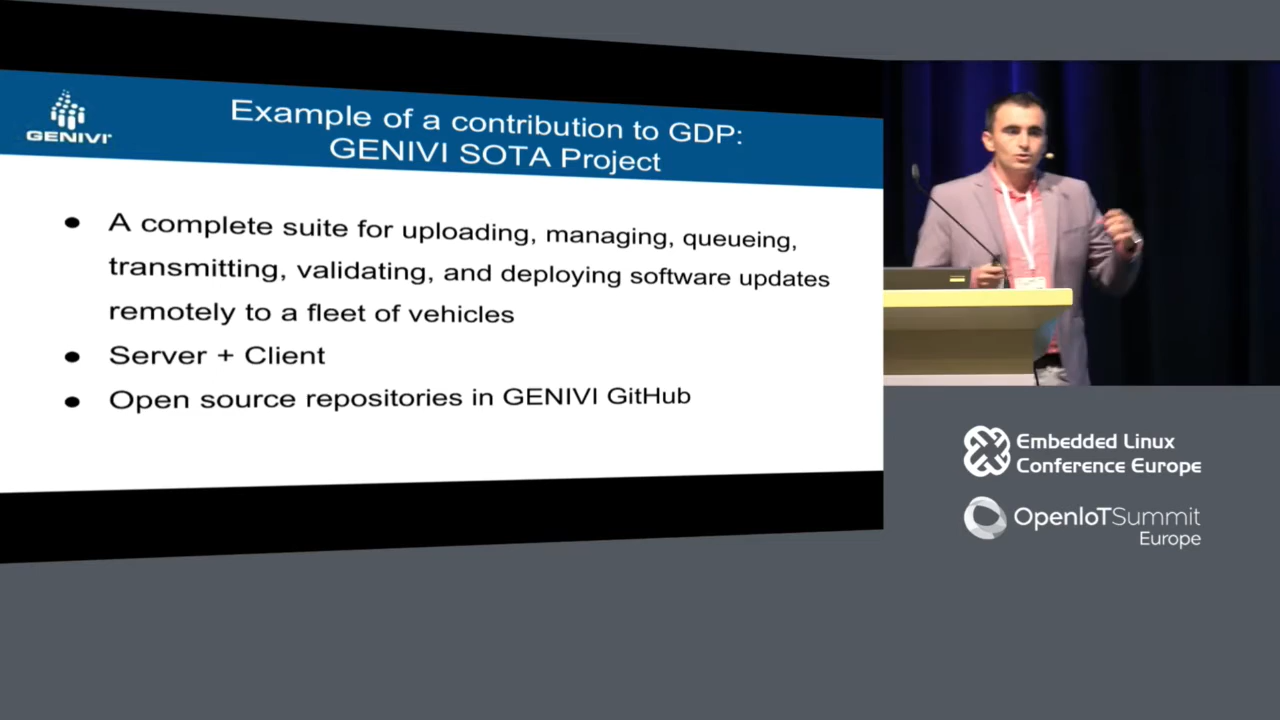 GENIVI
Example of a contribution to GDP:
GENIVI SOTA Project
● A complete suite for uploading, managing, queueing,
transmitting, validating, and deploying software updates
remotely to a fleet of vehicles
● Server + Client
● Open source repositories in GENIVI GitHub
Embedded Linux
Conference Europe
OpenIoTSummit
Europe